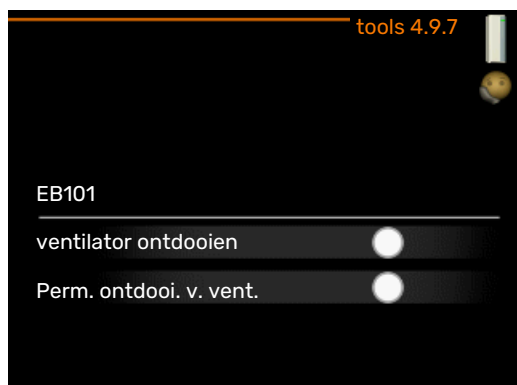 tools 4.9.7
EB101
ventilator ontdooien
Perm. ontdooi. v. vent.